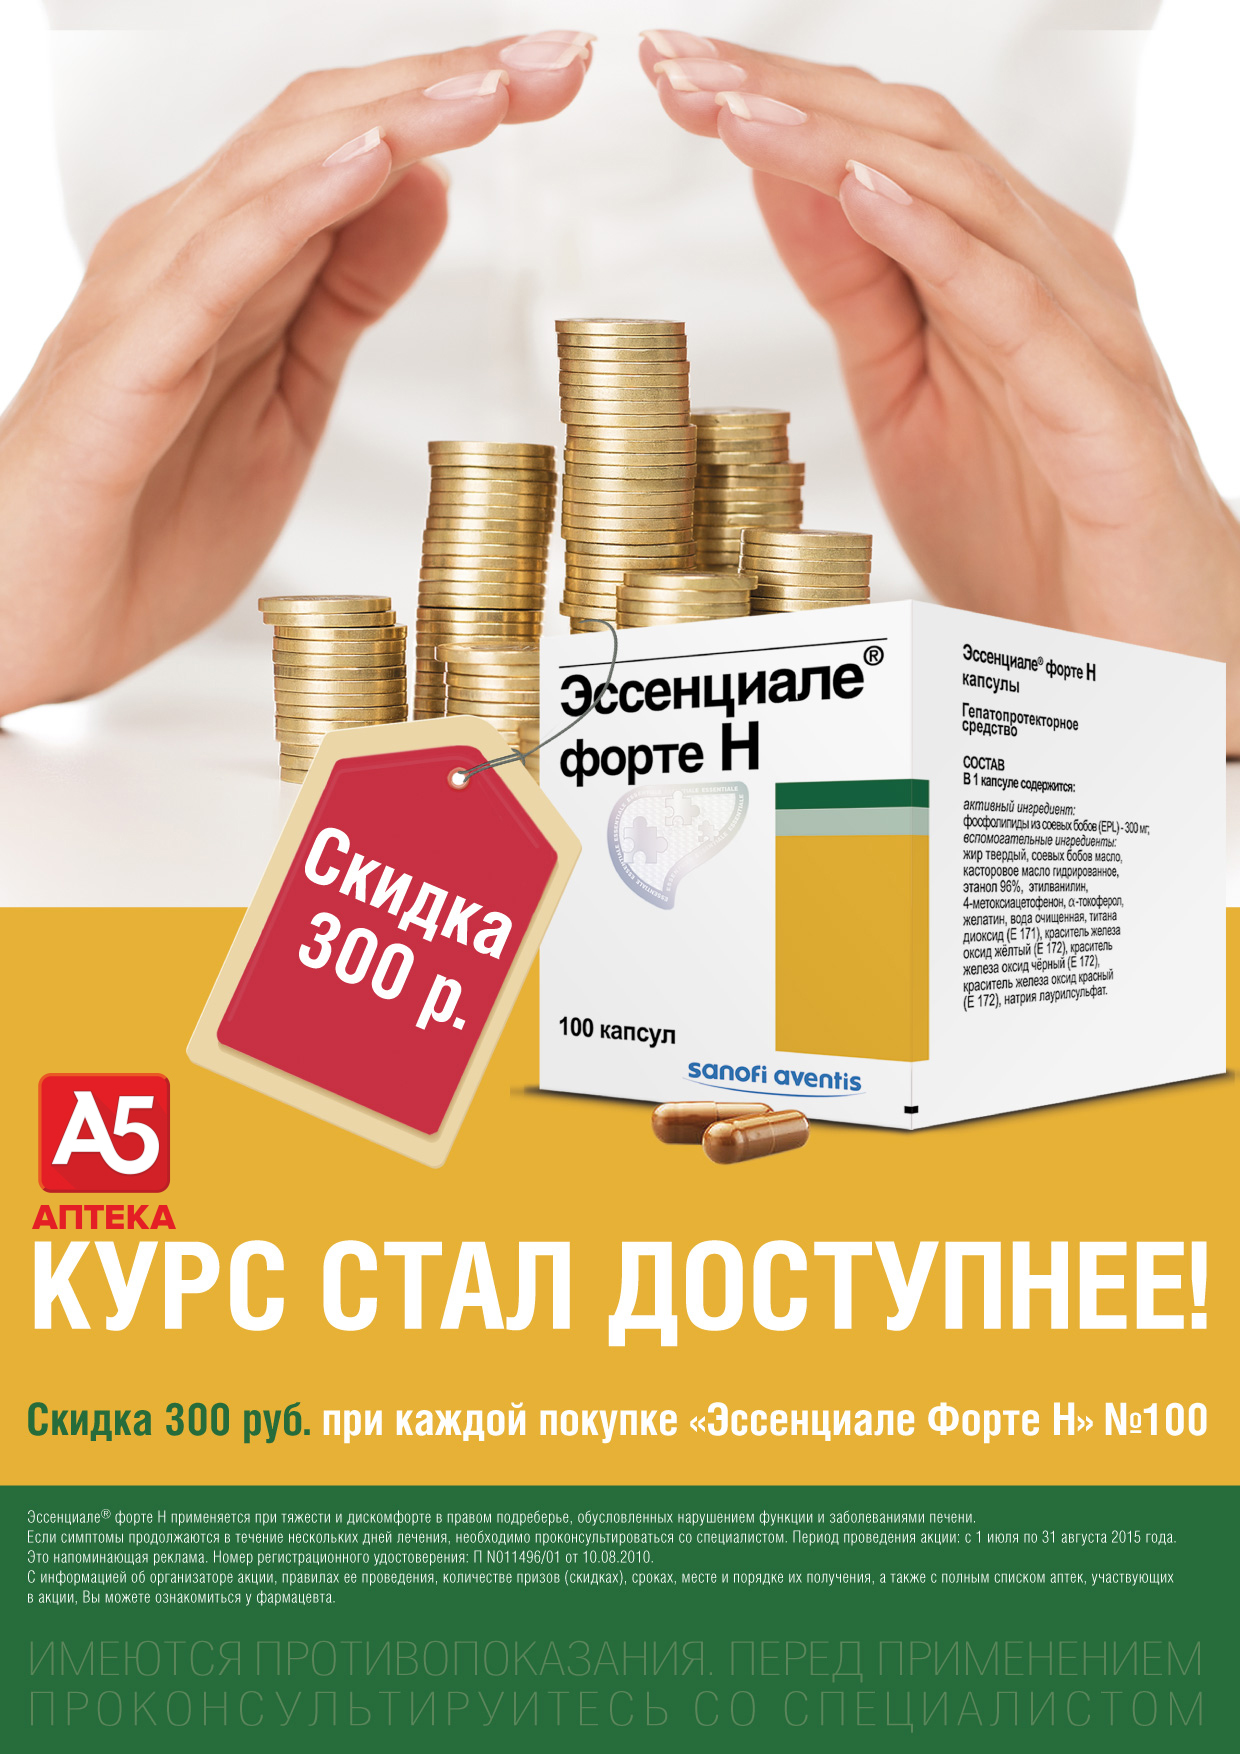 Эссенциале®
форте Н
100 капсул
sanofi aventis
Эссенциале® форте Н
капсулы
Гепатопротекторное
средство
СОСТАВ
В 1 капсуле содержится:
активный ингредиент:
фосфолипиды из соевых бобов (EPL) - 300 мг;
вспомогательные ингредиенты:
жир твердый, соевых бобов масло,
касторовое масло гидрированное,
этанол 96%, этилванилин,
4-метоксиацетофенон, α-токоферол,
желатин, вода очищенная, титана
диоксид (Е 171), краситель железа
оксид жёлтый (Е 172), краситель
железа оксид чёрный (Е 172),
краситель железа оксид красный
(Е 172), натрия лаурилсульфат.
Скидка
300 р.
А5
АПТЕКА
КУРС СТАЛ ДОСТУПНЕЕ!
Скидка 300 руб. при каждой покупке «Эссенциале Форте Н» №100
Эссенциале® форте Н применяется при тяжести и дискомфорте в правом подреберье, обусловленных нарушением функции и заболеваниями печени.
Если симптомы продолжаются в течение нескольких дней лечения, необходимо проконсультироваться со специалистом. Период проведения акции: с 1 июля по 31 августа 2015 года.
Это напоминающая реклама. Номер регистрационного удостоверения: П N011496/01 от 10.08.2010.
С информацией об организаторе акции, правилах ее проведения, количестве призов (скидках), сроках, месте и порядке их получения, а также с полным списком аптек, участвующих
в акции, Вы можете ознакомиться у фармацевта.
ИМЕЮТСЯ ПРОТИВОПОКАЗАНИЯ. ПЕРЕД ПРИМЕНЕНИЕМ
ПРОКОНСУЛЬТИРУЙТЕСЬ СО СПЕЦИАЛИСТОМ